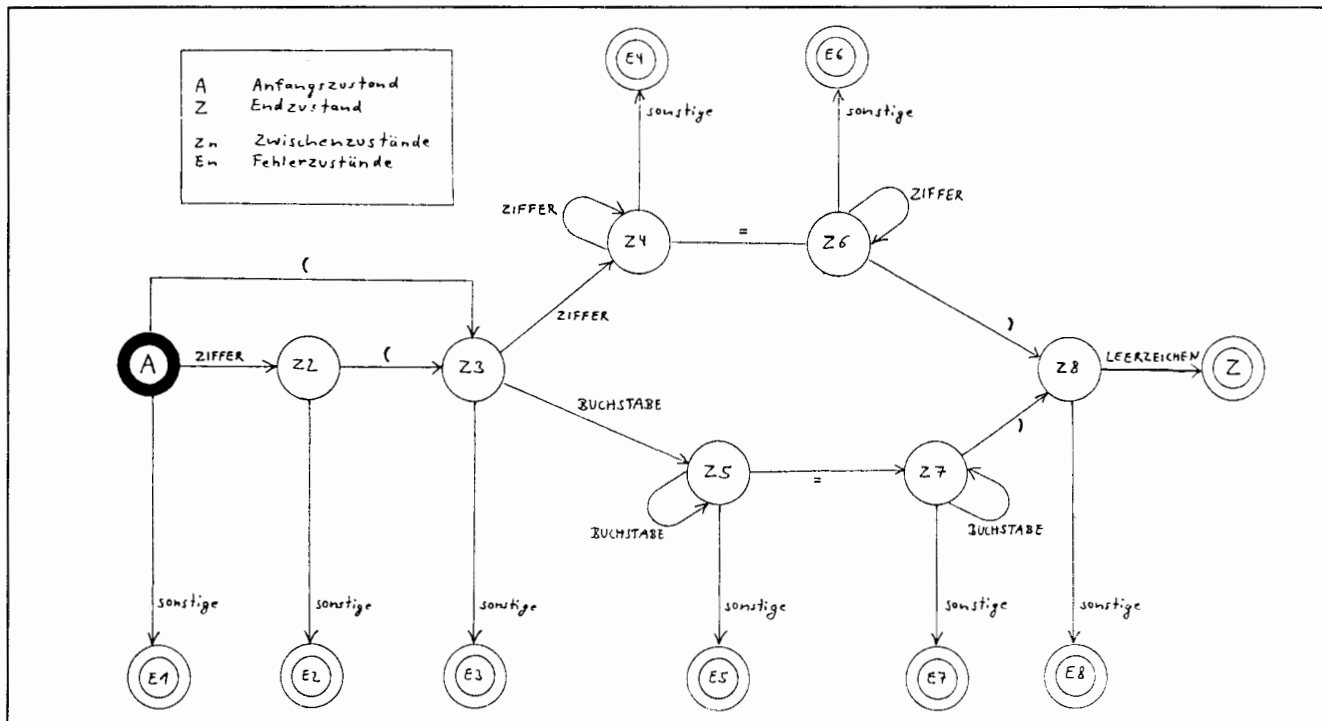 A Anfangszustand
Z Endzustand
Zn Zwischenzustände
En Fehlerzustände
E4
E6
sonstige
sonstige
ZIFFER
ZIFFER
Z4
=
Z6
(
ZIFFER
)
A
ZIFFER
Z2
(
Z3
Z8
LEERZEICHEN
Z
BUCHSTABE
)
Z5
=
Z7
BUCHSTABE
BUCHSTABE
sonstige
sonstige
sonstige
sonstige
sonstige
sonstige
E1
E2
E3
E5
E7
E8